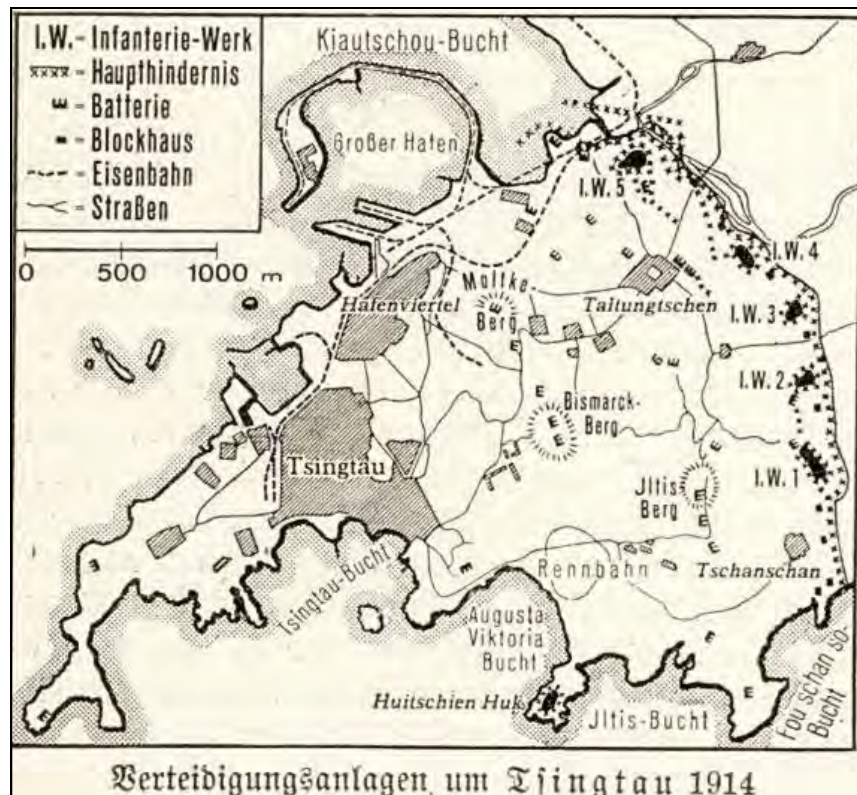 I.W. = Infanterie-Werk
xxxx = Haupthindernis
E = Batterie
= Blockhaus
= Eisenbahn
= Straßen
0 500 1000 m
Kiautschou-Bucht
Großer Hafen
I.W. 5
I.W. 4
I.W. 3
I.W. 2
I.W. 1
Hafenviertel
Moltke-
Berg
Taitungtschen
Bismarck-
Berg
Tsingtau
Jltis-
Berg
Tsingtau-Bucht
Rennbahn
Tschanschan
Augusta
Viktoria
Bucht
Huitschien Huk
Jltis-Bucht
Fou schan so-
Bucht
Verteidigungsanlagen um Tsingtau 1914